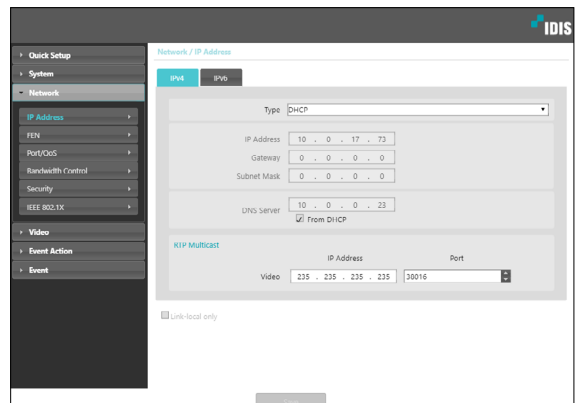 IDIS
Quick Setup
System
Network
IP Address
FEN
Port/QoS
Bandwidth Control
Security
IEEE 802.1X
Video
Event Action
Event
Network / IP Address
IPv4 IPv6
Type DHCP
IP Address 10 . 0 . 17 . 73
Gateway 0 . 0 . 0 . 0
Subnet Mask 0 . 0 . 0 . 0
DNS Server 10 . 0 . 0 . 23
From DHCP
RTP Multicast
IP Address Port
Video 235 . 235 . 235 . 235 30016
Link-local only
Save